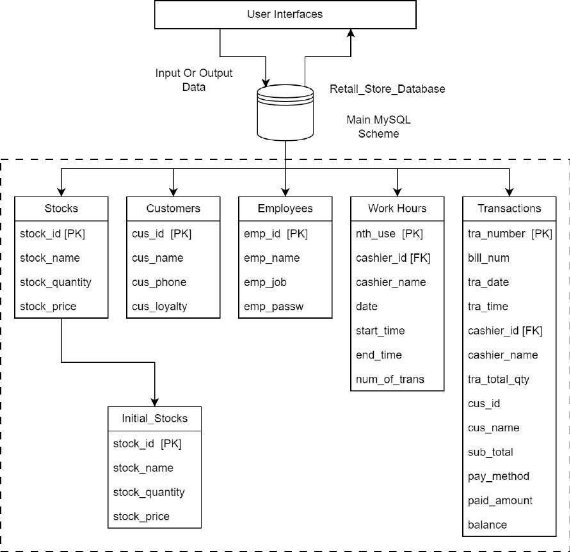 User Interfaces
Input Or Output
Data
Retail_Store_Database
Main MySQL
Scheme
Stocks
stock_id [PK]
stock_name
stock_quantity
stock_price
Customers
cus_id [PK]
cus_name
cus_phone
cus_loyalty
Employees
emp_id [PK]
emp_name
emp_job
emp_passw
Work Hours
nth_use [PK]
cashier_id [FK]
cashier_name
date
start_time
end_time
num_of_trans
Transactions
tra_number [PK]
bill_num
tra_date
tra_time
cashier_id [FK]
cashier_name
tra_total_qty
cus_id
cus_name
sub_total
pay_method
paid_amount
balance
Initial_Stocks
stock_id [PK]
stock_name
stock_quantity
stock_price